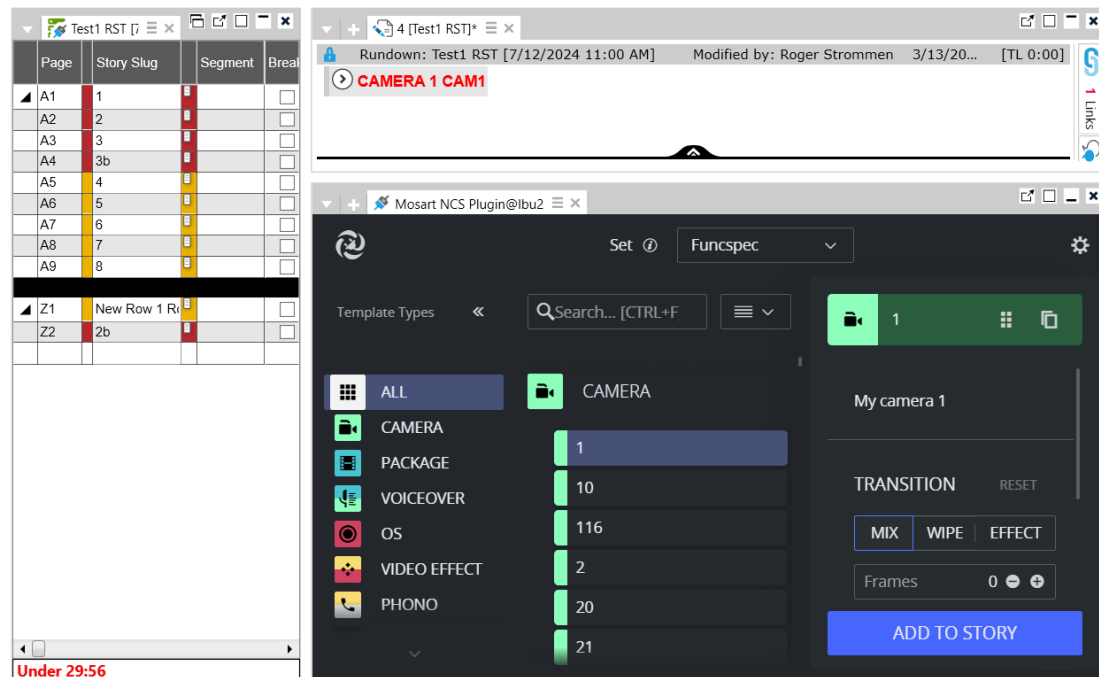 Test1 RST [7
Page Story Slug Segment Break
A1 1
A2 2
A3 3
A4 3b
A5 4
A6 5
A7 6
A8 7
A9 8
Z1 New Row 1 Ro
Z2 2b
Under 29:56
4 [Test1 RST]*
Rundown: Test1 RST [7/12/2024 11:00 AM] Modified by: Roger Strommen 3/13/20... [TL 0:00]
CAMERA 1 CAM1
1 Links
Mosart NCS Plugin@Ibu2
Set Funcspec
Template Types
Search... [CTRL+F
ALL
CAMERA
PACKAGE
VOICEOVER
OS
VIDEO EFFECT
PHONO
CAMERA
1
10
116
2
20
21
1
My camera 1
TRANSITION RESET
MIX WIPE EFFECT
Frames 0
ADD TO STORY